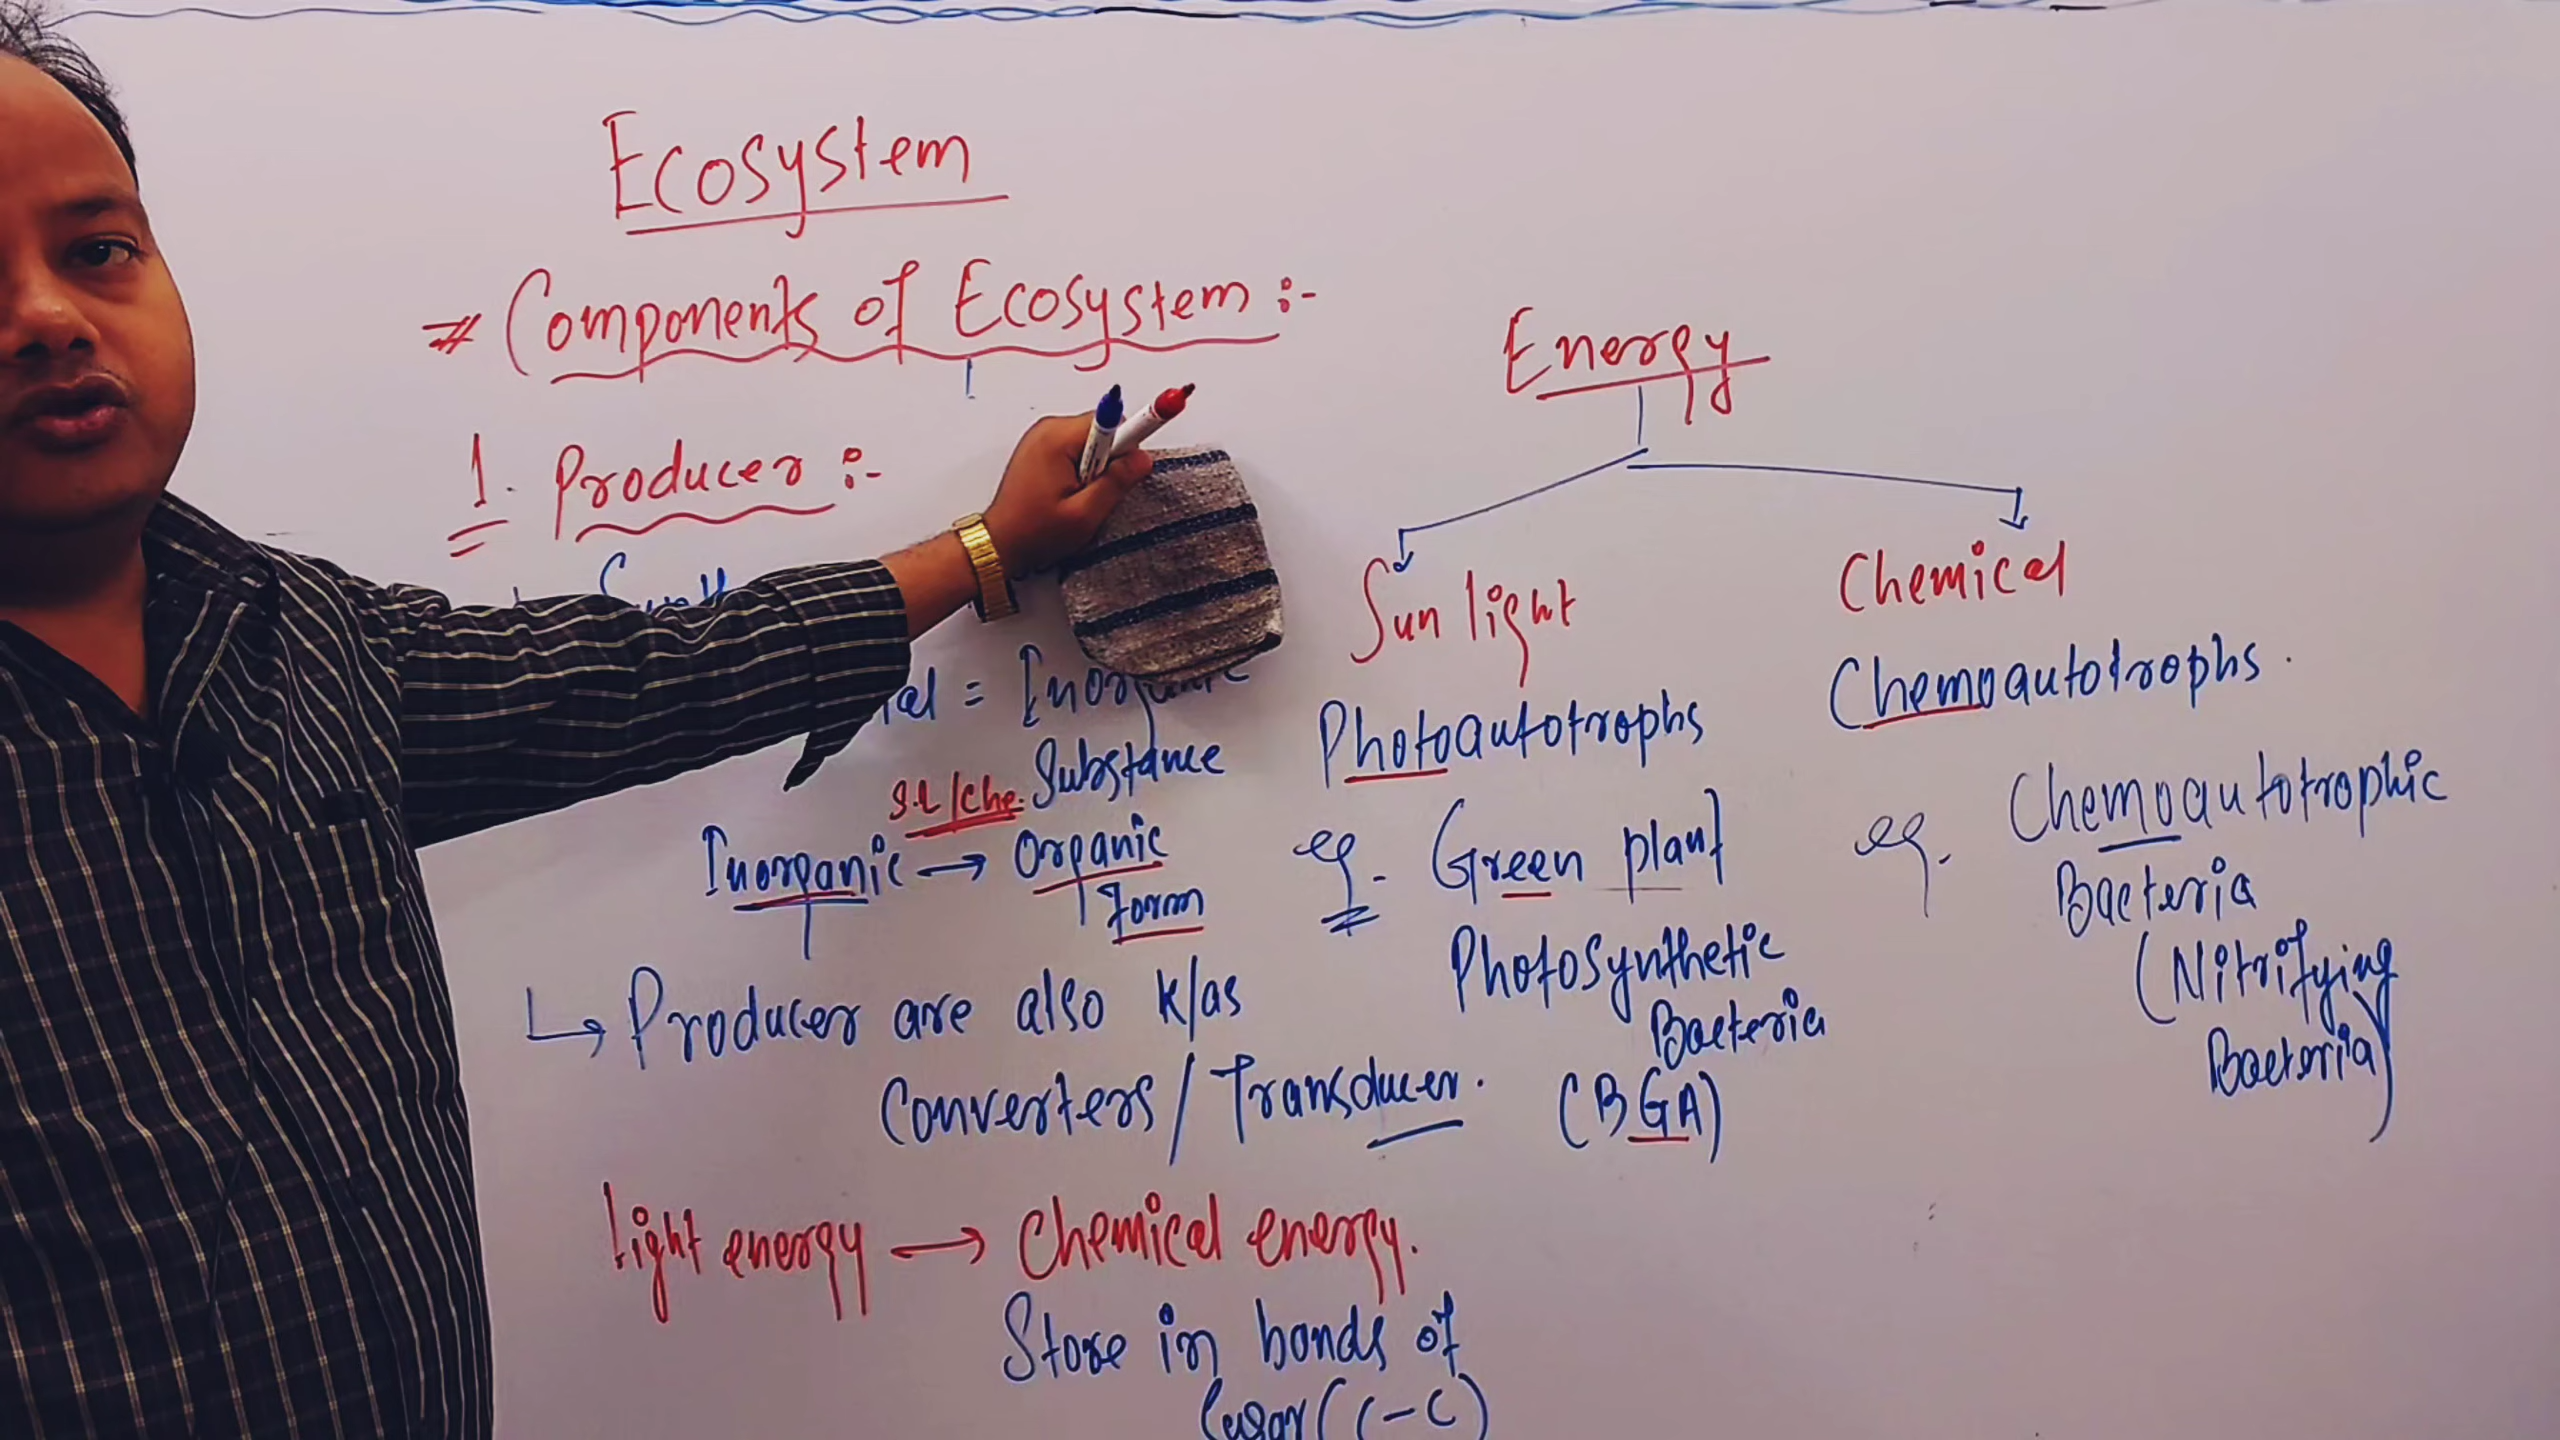 Ecosystem
# Components of Ecosystem :-
1. Producer :-
= Inorganic
Substance
S.L/Che.
Inorganic → Organic
Form
↳ Producer are also k/as
Converters / Transducer.
Light energy → Chemical energy.
Store in bonds of
(C-C)
Energy
Sun light
Photoautotrophs
eg. Green plant
Photosynthetic
Bacteria
(BGA)
Chemical
Chemoautotrophs.
eg. Chemoautotrophic
Bacteria
(Nitrifying
Bacteria)